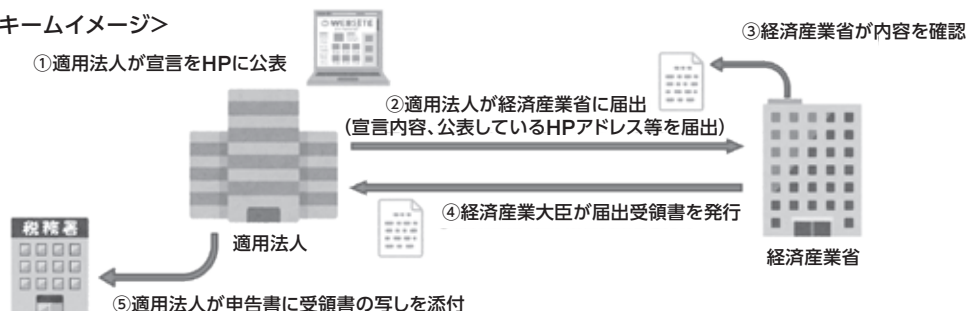 キームイメージ>
①適用法人が宣言をHPに公表
WEBSITE
③経済産業省が内容を確認
②適用法人が経済産業省に届出
(宣言内容、公表しているHPアドレス等を届出)
④経済産業大臣が届出受領書を発行
適用法人
経済産業省
税務署
⑤適用法人が申告書に受領書の写しを添付